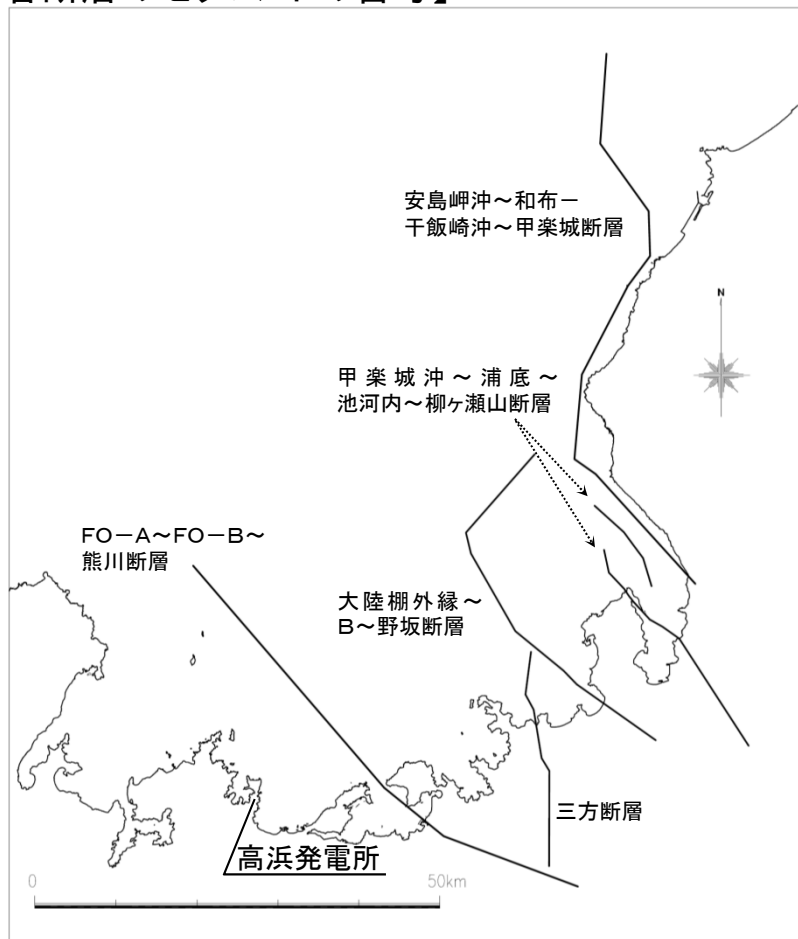 安島岬沖～和布－
干飯崎沖～甲楽城断層
N
甲楽城沖～浦底～
池河内～柳ヶ瀬山断層
FO－A～FO－B～
熊川断層
大陸棚外縁～
B～野坂断層
三方断層
高浜発電所
0
50km